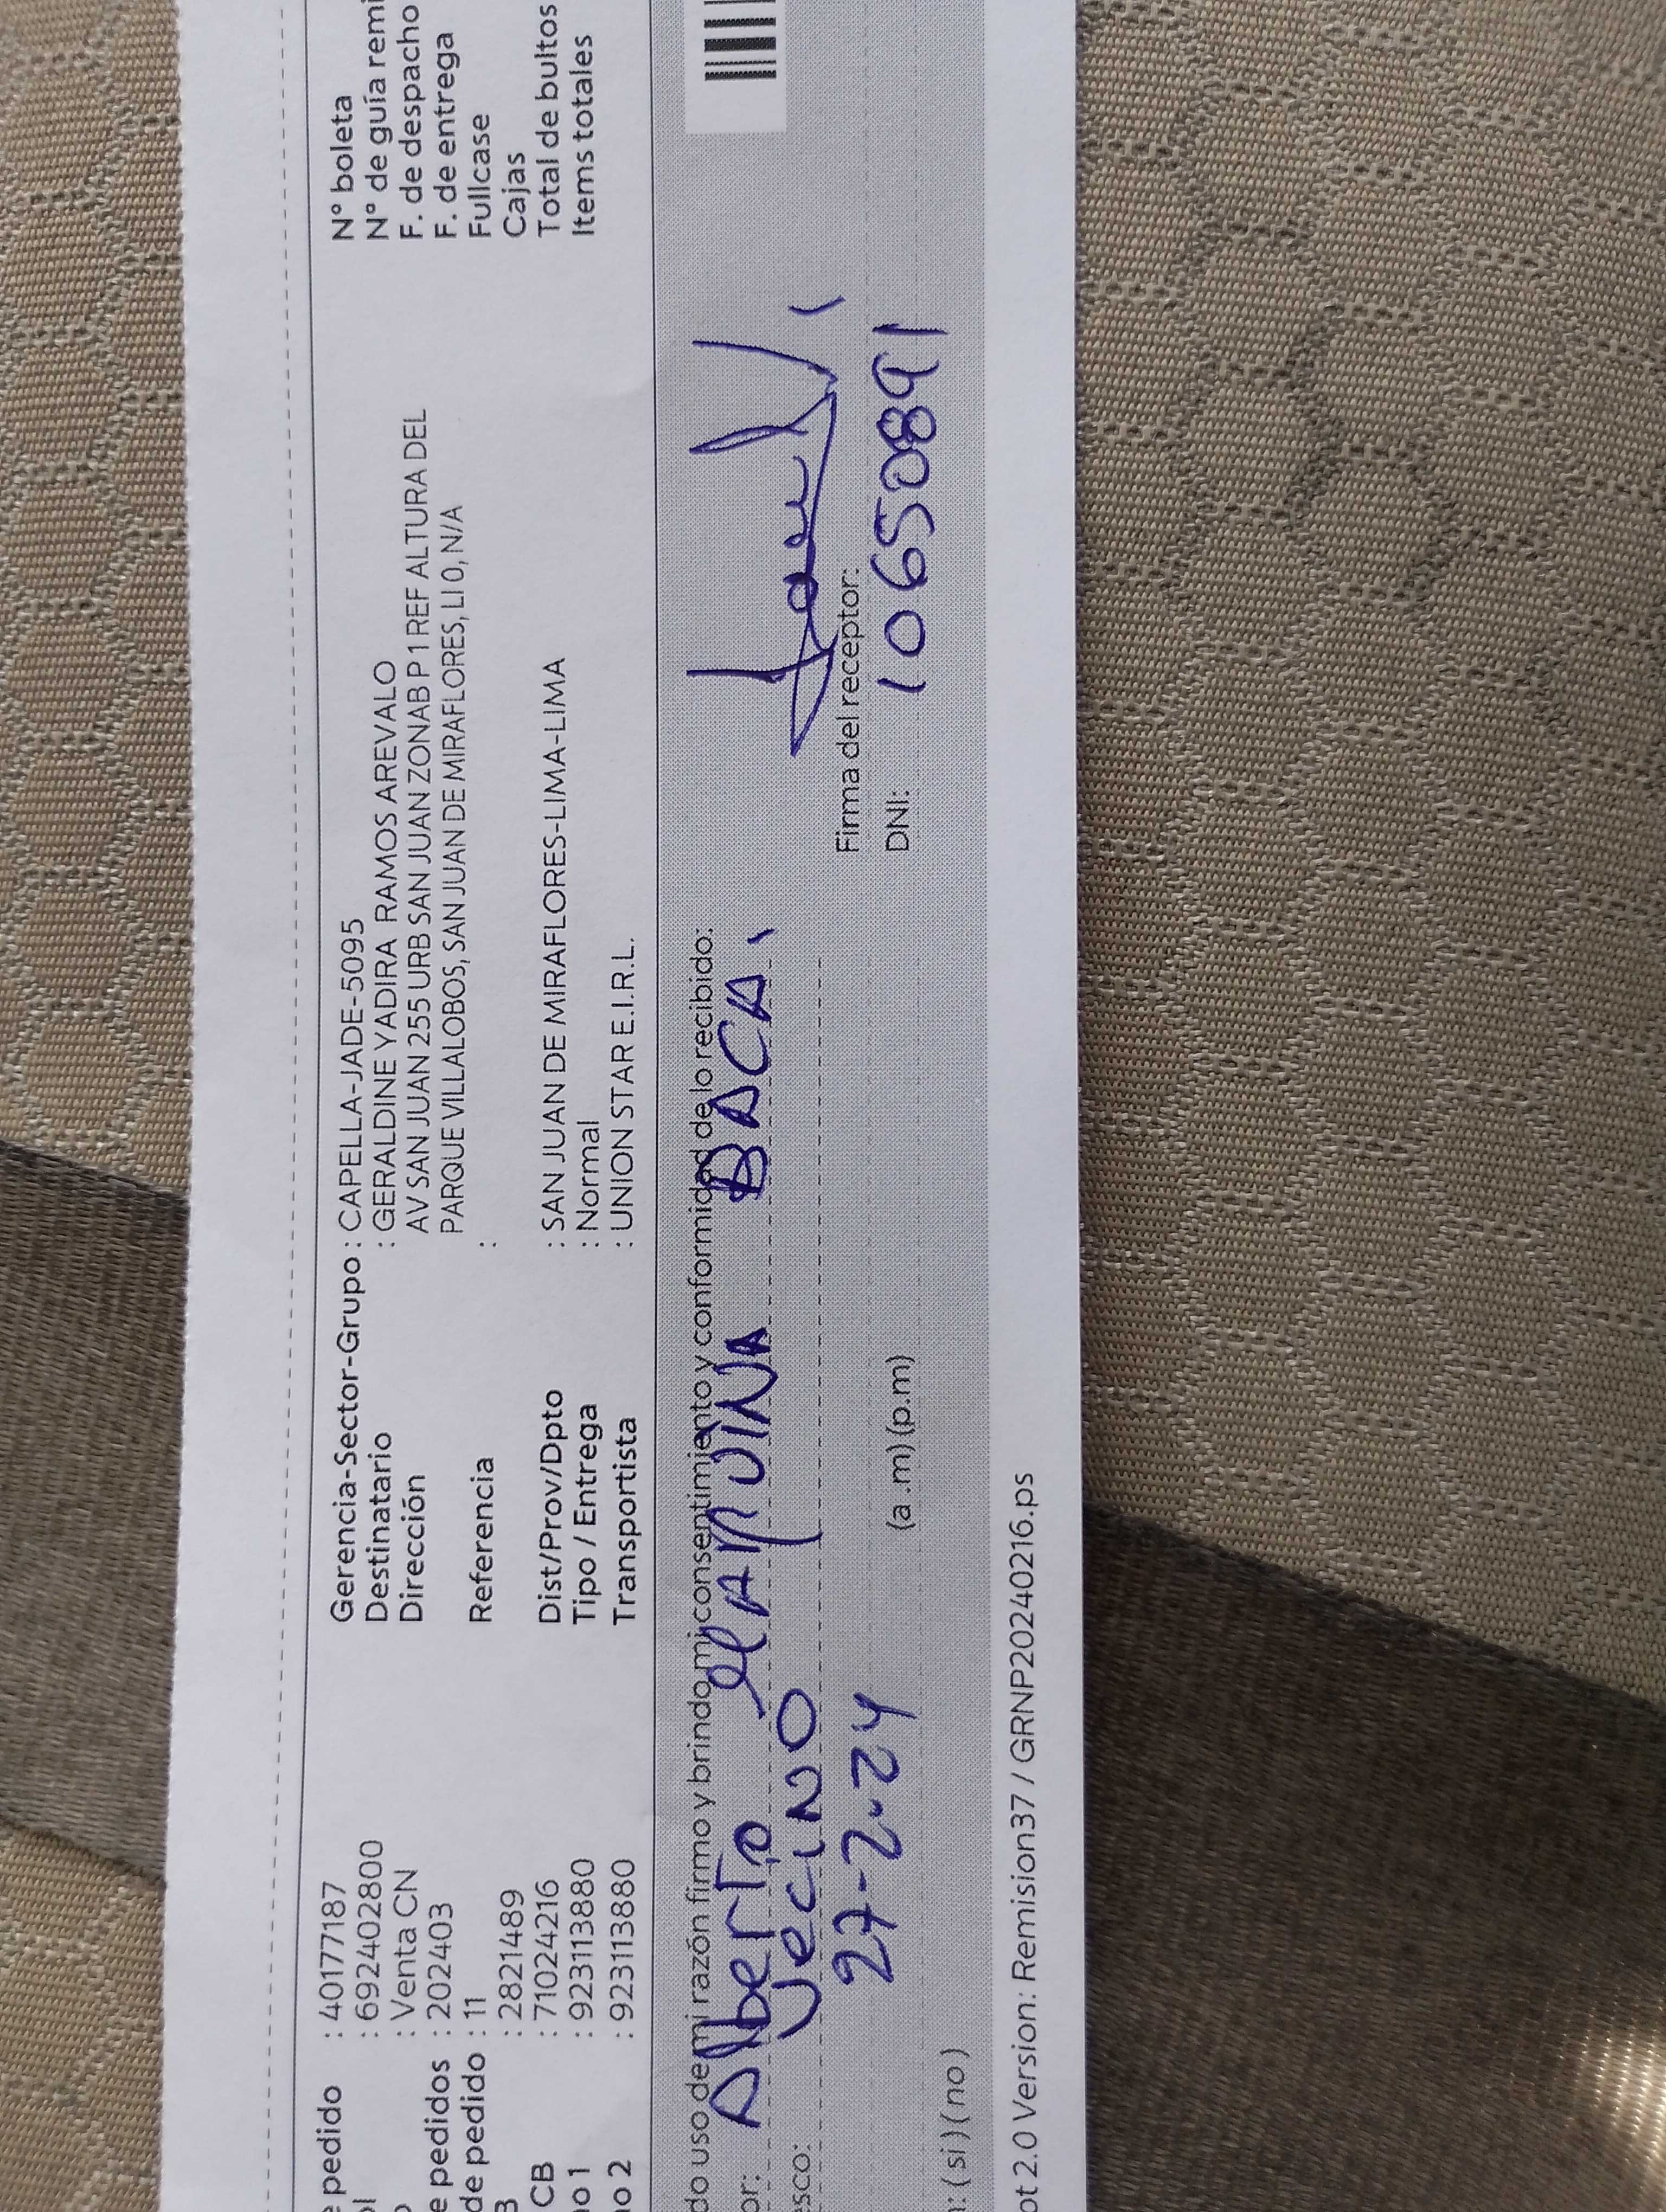 e pedido : 40177187
: 692402800
: Venta CN
e pedidos : 202403
de pedido : 11
: 2821489
CB : 71024216
no 1 : 923113880
no 2 : 923113880
Gerencia-Sector-Grupo : CAPELLA-JADE-5095
Destinatario : GERALDINE YADIRA RAMOS AREVALO
Dirección AV SAN JUAN 255 URB SAN JUAN ZONAB P 1 REF ALTURA DEL
PARQUE VILLALOBOS, SAN JUAN DE MIRAFLORES, LI 0, N/A
Referencia :
Dist/Prov/Dpto : SAN JUAN DE MIRAFLORES-LIMA-LIMA
Tipo / Entrega : Normal
Transportista : UNION STAR E.I.R.L.
N° boleta
N° de guía remi
F. de despacho
F. de entrega
Fullcase
Cajas
Total de bultos
Items totales
do uso de mi razón firmo y brindo mi consentimiento y conformidad de lo recibido:
or: Alberto BACA.
esco: VeciNO
27-2-24
(a .m) (p.m)
: (si) (no)
Firma del receptor:
DNI: 10650891
ot 2.0 Version: Remision37 / GRNP20240216.ps